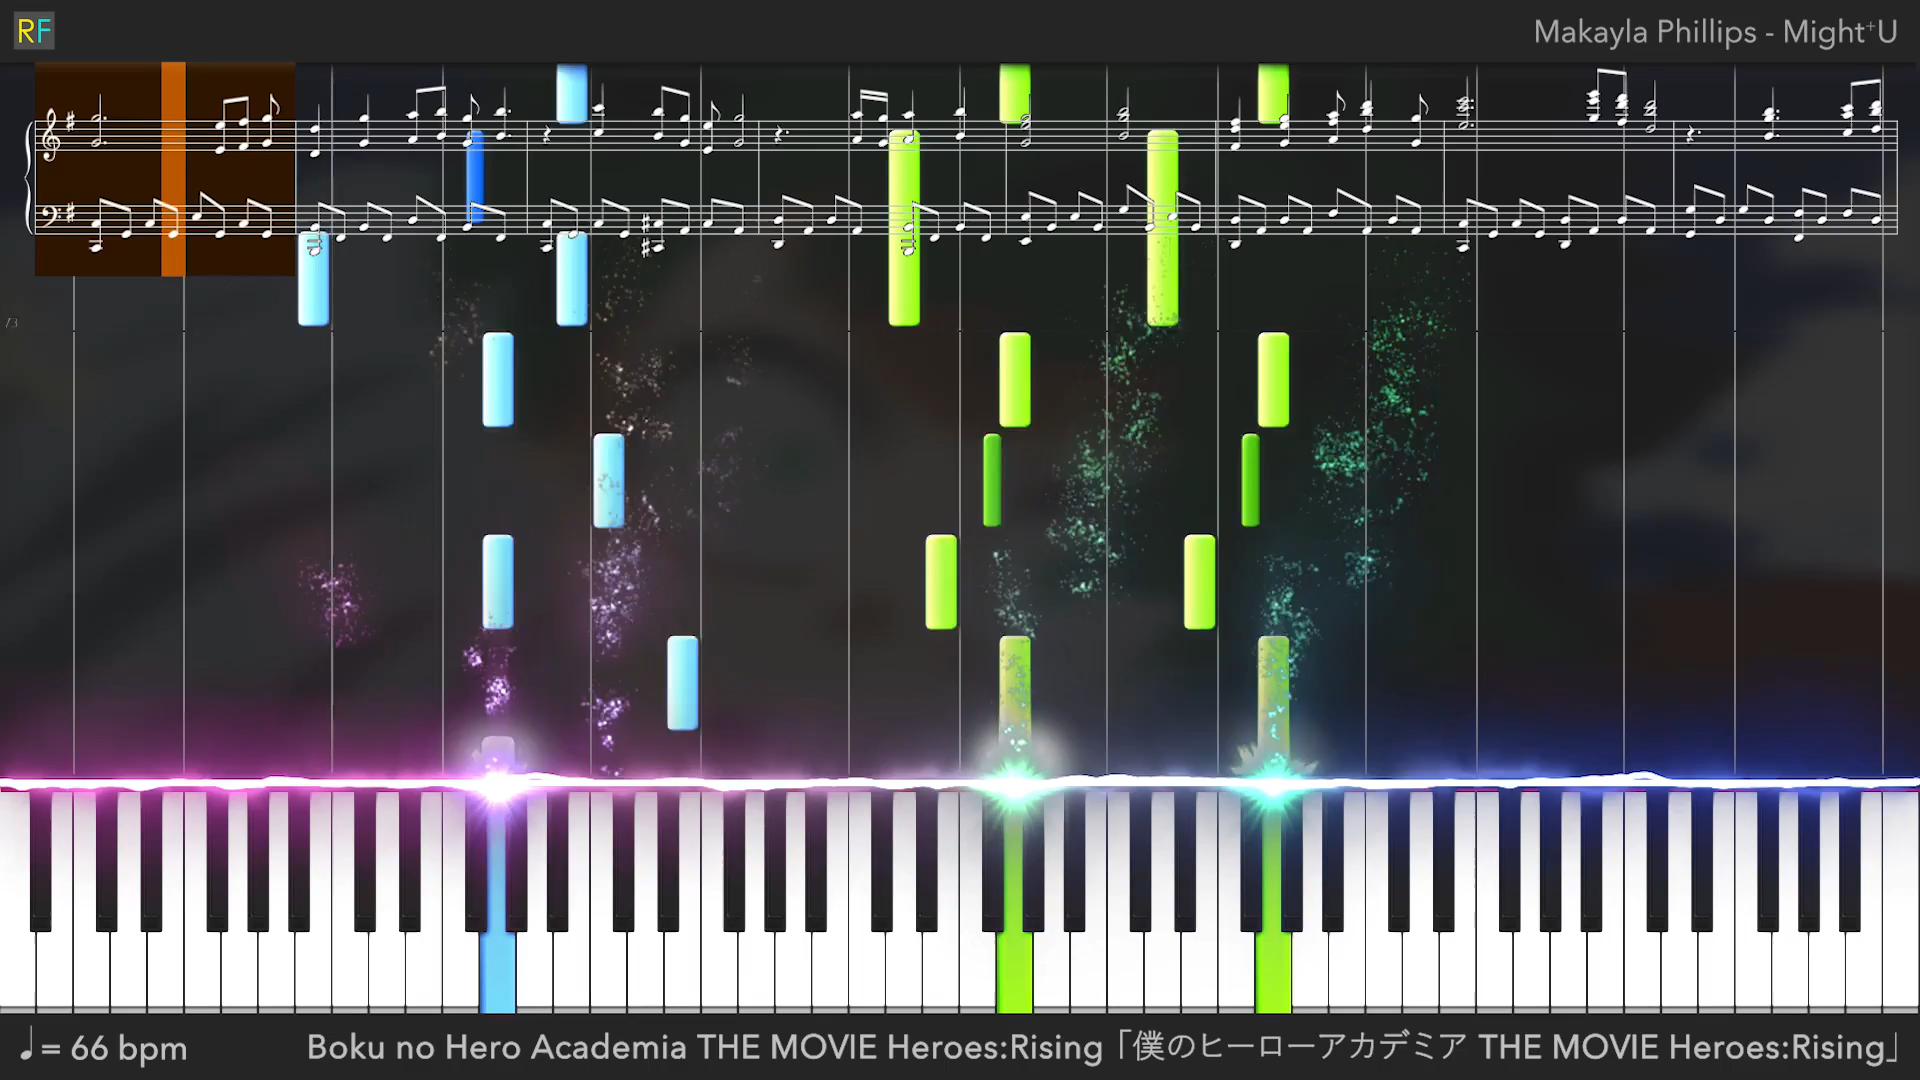 RF
Makayla Phillips - Might⁺U
73
♩= 66 bpm
Boku no Hero Academia THE MOVIE Heroes:Rising「僕のヒーローアカデミア THE MOVIE Heroes:Rising」